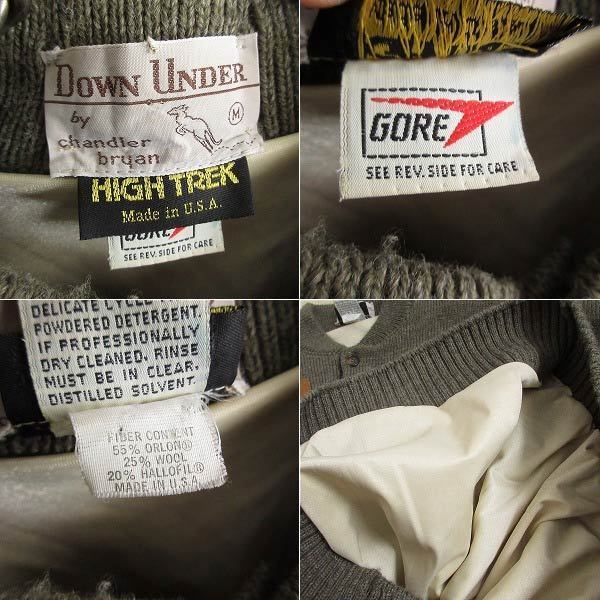 DOWN UNDER
by
chandler
bryan
M
HIGH TREK
Made in U.S.A.
GORE
SEE REV. SIDE FOR CARE
GORE
SEE REV. SIDE FOR CARE
DELICATE CYCLE
POWDERED DETERGENT
IF PROFESSIONALLY
DRY CLEANED, RINSE
MUST BE IN CLEAR,
DISTILLED SOLVENT.
FIBER CONTENT
55% ORLON®
25% WOOL
20% HALLOFIL®
MADE IN U.S.A.